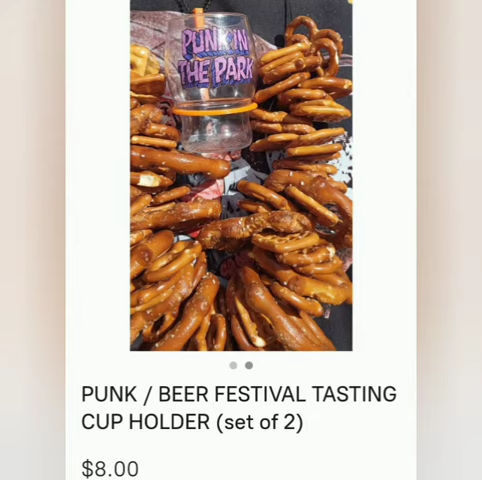 PUNK IN
THE PARK
PUNK / BEER FESTIVAL TASTING
CUP HOLDER (set of 2)
$8.00